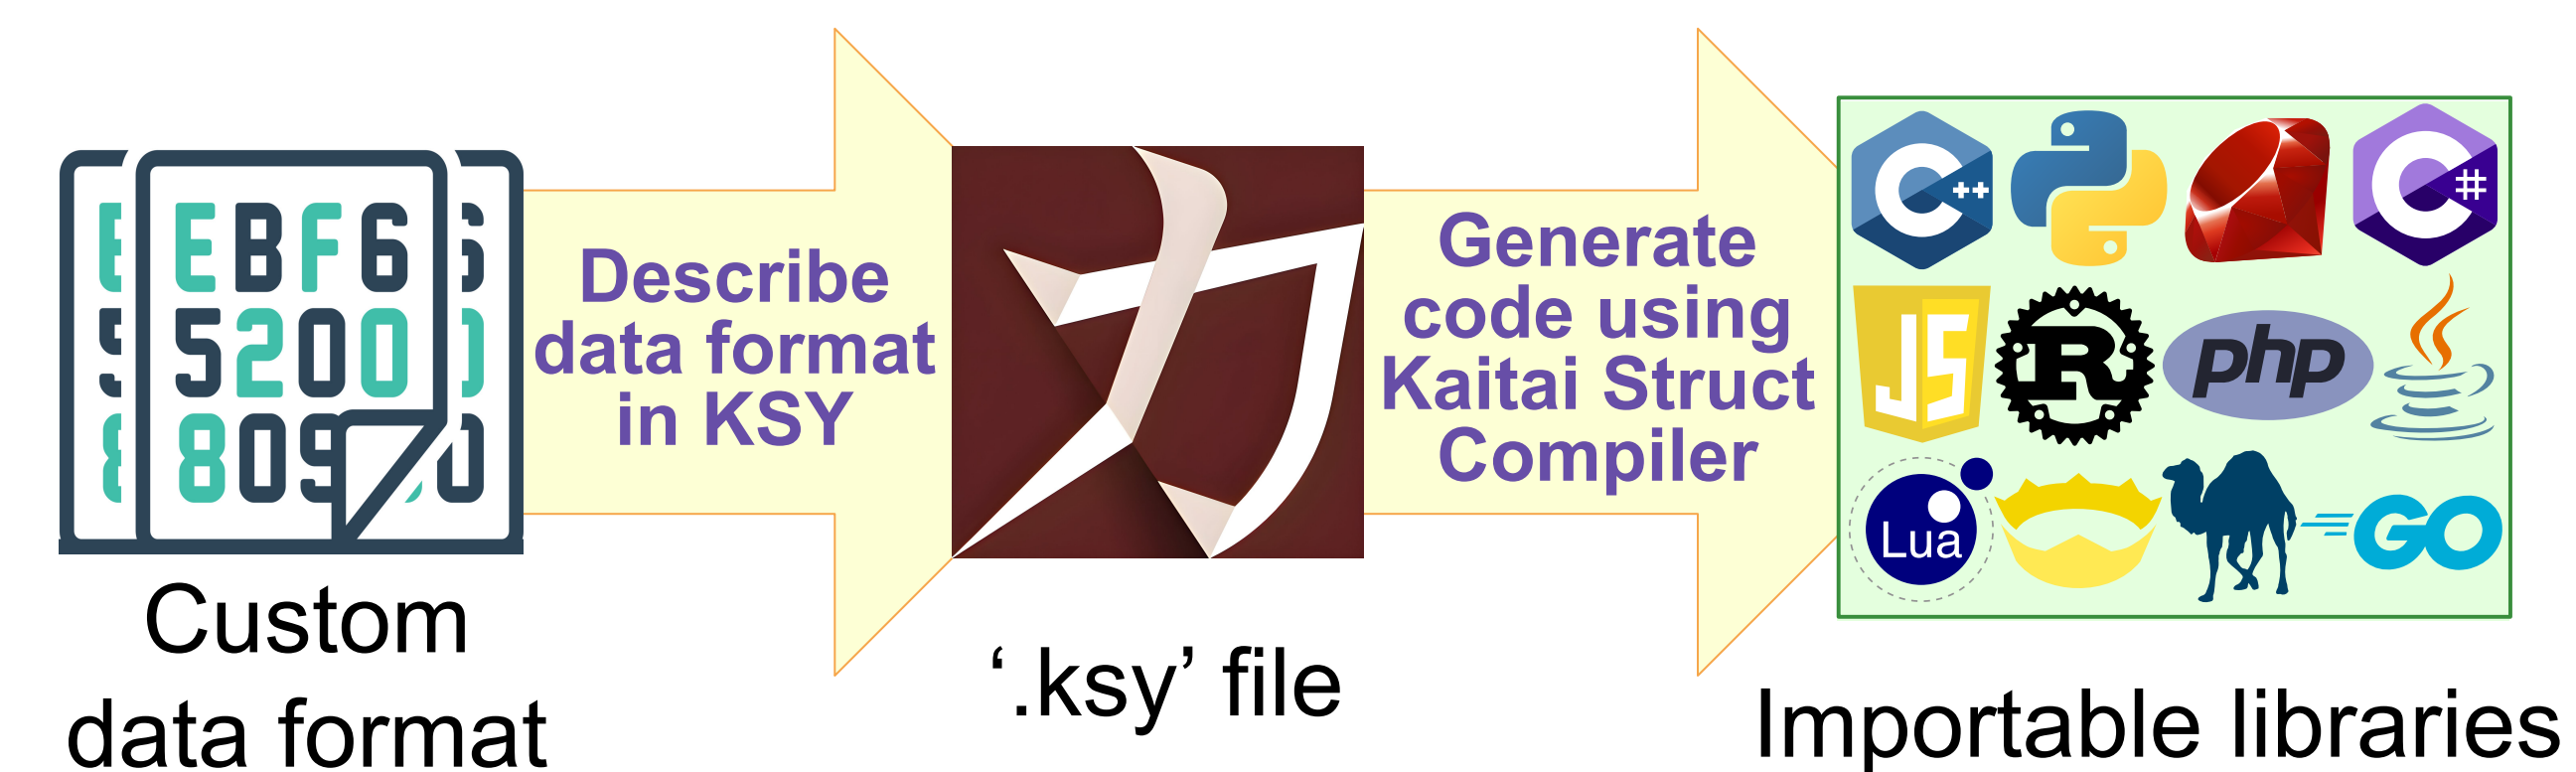 EBF6
5200
809
Custom
data format
Describe
data format
in KSY
‘.ksy’ file
Generate
code using
Kaitai Struct
Compiler
C++
C#
JS
R
php
Lua
GO
Importable libraries